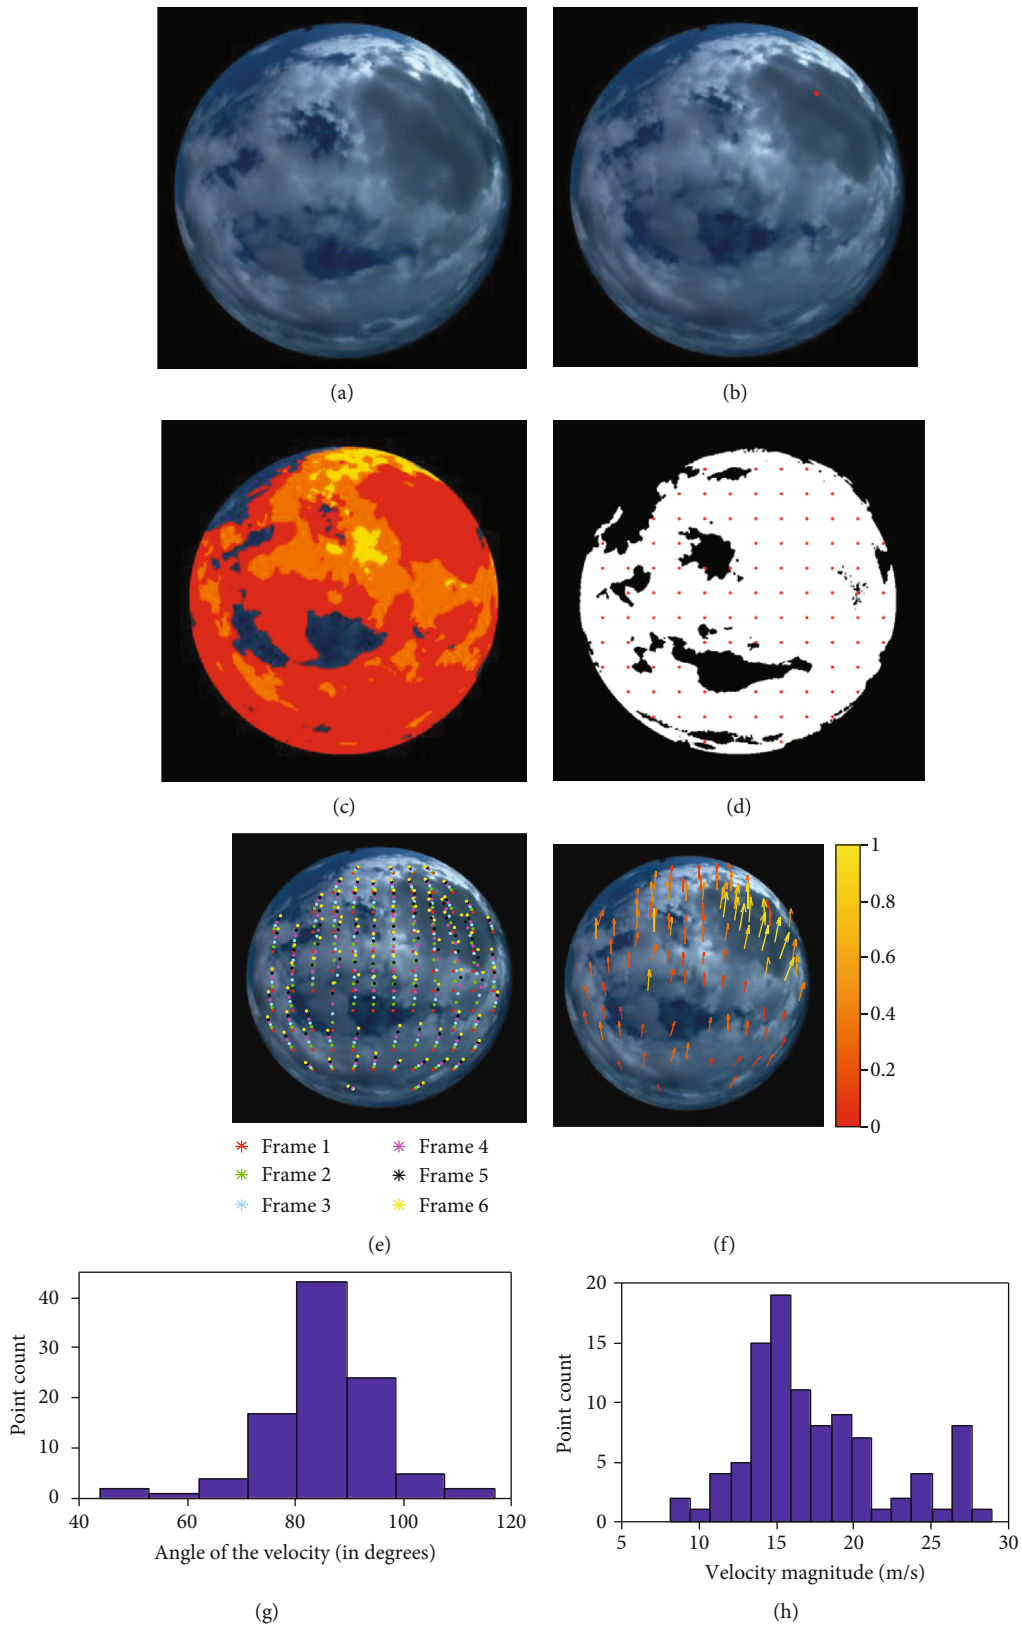 (a)
(b)
(c)
(d)
1
0.8
0.6
0.4
0.2
0
Frame 1
Frame 2
Frame 3
Frame 4
Frame 5
Frame 6
(e)
(f)
40
30
20
10
0
Point count
40
60
80
100
120
Angle of the velocity (in degrees)
(g)
20
15
10
5
0
Point count
5
10
15
20
25
30
Velocity magnitude (m/s)
(h)